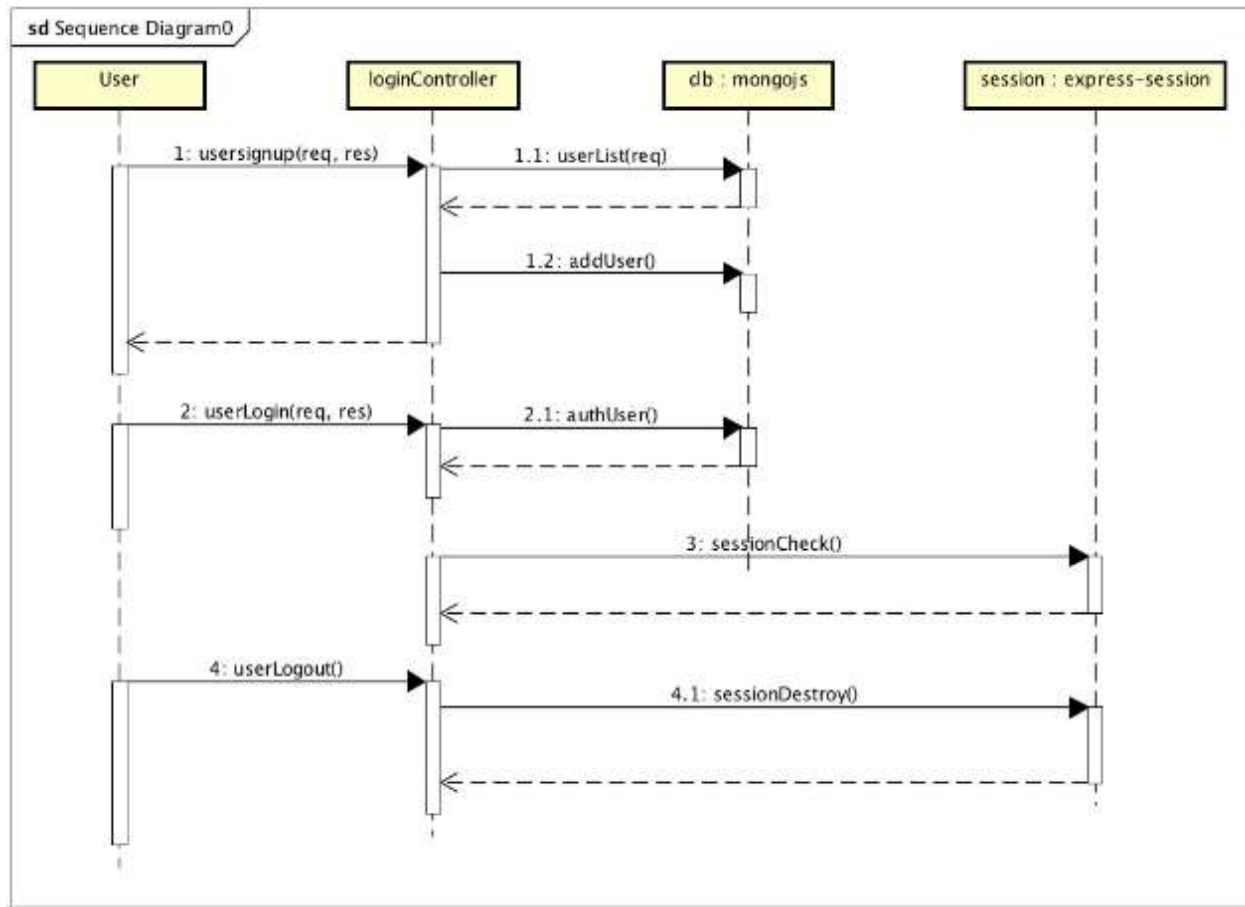 sd Sequence Diagram0
User
loginController
db : mongojs
session : express-session
1: usersignup(req, res)
1.1: userList(req)
1.2: addUser()
2: userLogin(req, res)
2.1: authUser()
3: sessionCheck()
4: userLogout()
4.1: sessionDestroy()